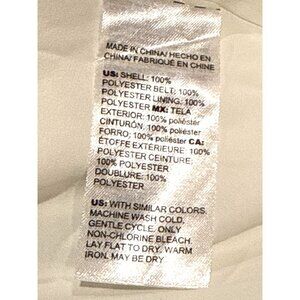 MADE IN CHINA/ HECHO EN
CHINA/ FABRIQUÉ EN CHINE
US: SHELL: 100%
POLYESTER BELT: 100%
POLYESTER LINING: 100%
POLYESTER MX: TELA
EXTERIOR: 100% poliéster
CINTURÓN: 100% poliéster
FORRO: 100% poliéster CA:
ÉTOFFE EXTÉRIEURE: 100%
POLYESTER CEINTURE:
100% POLYESTER
DOUBLURE: 100%
POLYESTER
US: WITH SIMILAR COLORS.
MACHINE WASH COLD.
GENTLE CYCLE. ONLY
NON-CHLORINE BLEACH.
LAY FLAT TO DRY. WARM
IRON. MAY BE DRY